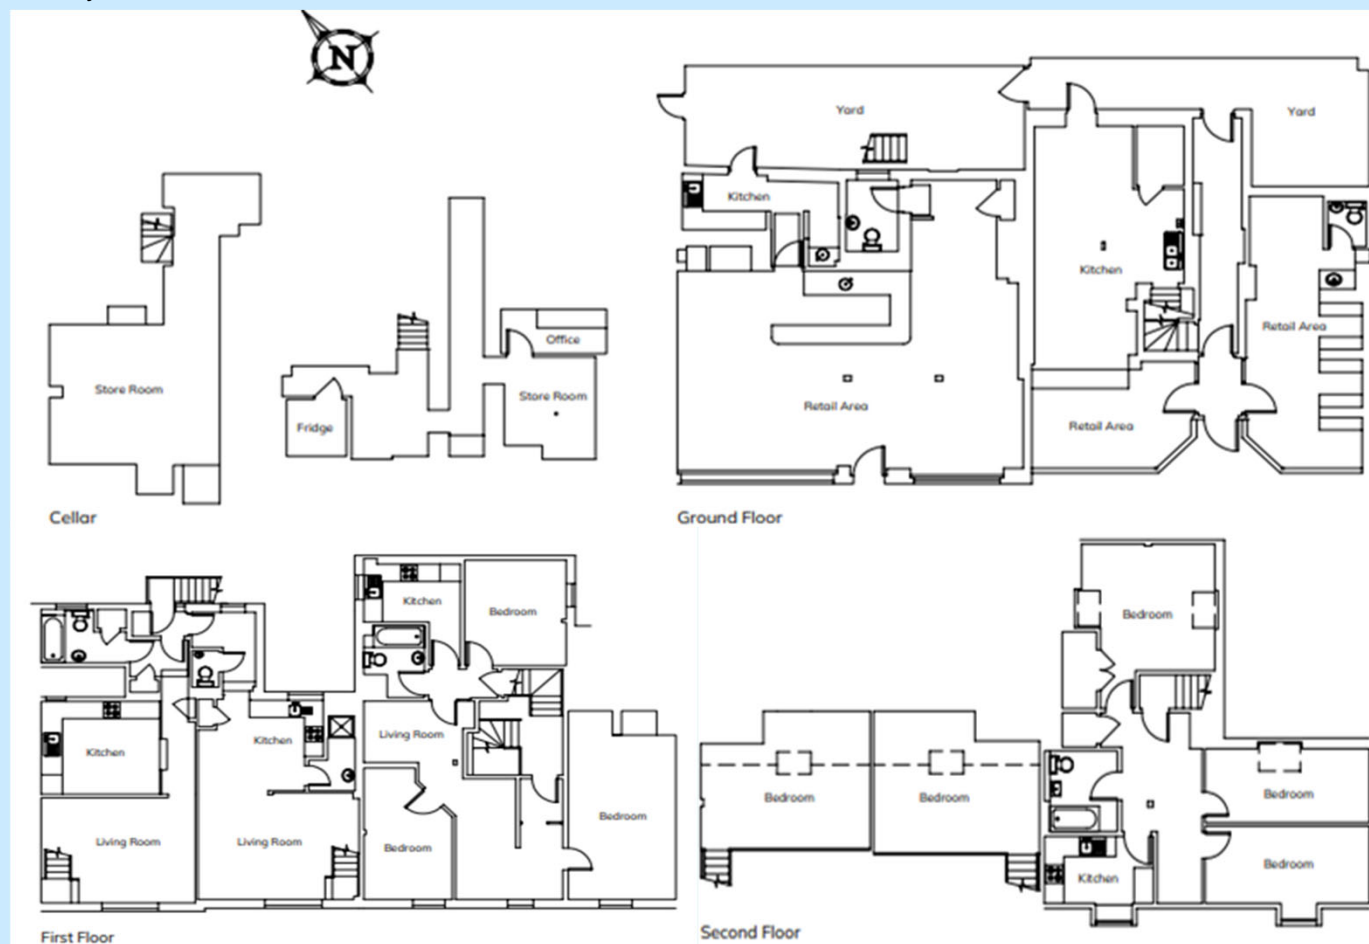 N
Store Room
Fridge
Office
Store Room
Cellar
Yard
Yard
Kitchen
Kitchen
Retail Area
Retail Area
Retail Area
Ground Floor
Kitchen
Bedroom
Kitchen
Kitchen
Living Room
Living Room
Living Room
Bedroom
Bedroom
First Floor
Bedroom
Bedroom
Bedroom
Bedroom
Bedroom
Kitchen
Second Floor